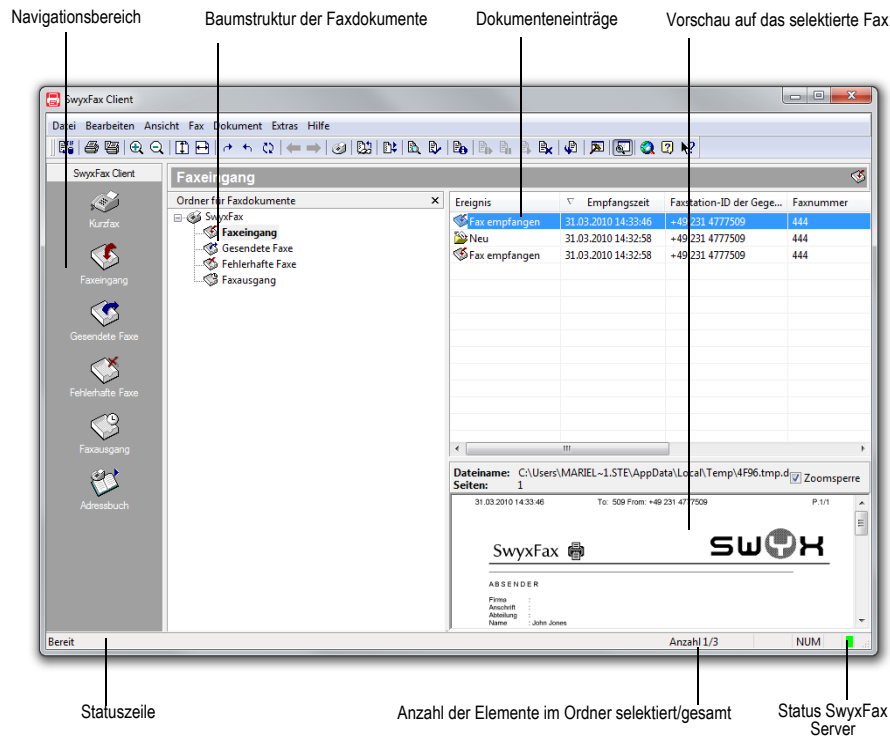 Navigationsbereich
Baumstruktur der Faxdokumente
Dokumenteneinträge
Vorschau auf das selektierte Fax
SwyxFax Client
Datei Bearbeiten Ansicht Fax Dokument Extras Hilfe
SwyxFax Client
Kurzfax
Faxeingang
Gesendete Faxe
Fehlerhafte Faxe
Faxausgang
Adressbuch
Faxeingang
Ordner für Faxdokumente
SwyxFax
Faxeingang
Gesendete Faxe
Fehlerhafte Faxe
Faxausgang
Ereignis Empfangszeit Faxstation-ID der Gege... Faxnummer
Fax empfangen 31.03.2010 14:33:46 +49 231 4777509 444
Neu 31.03.2010 14:32:58 +49 231 4777509 444
Fax empfangen 31.03.2010 14:32:58 +49 231 4777509 444
Dateiname: C:\Users\MARIEL~1.STE\AppData\Local\Temp\4F96.tmp.d
Zoomsperre
Seiten: 1
31.03.2010 14:33:46 To: 509 From: +49 231 4777509 P.1/1
SwyxFax
swyx
ABSENDER
Firma :
Anschrift :
Abteilung :
Name : John Jones
Bereit
Anzahl 1/3
NUM
Statuszeile
Anzahl der Elemente im Ordner selektiert/gesamt
Status SwyxFax
Server